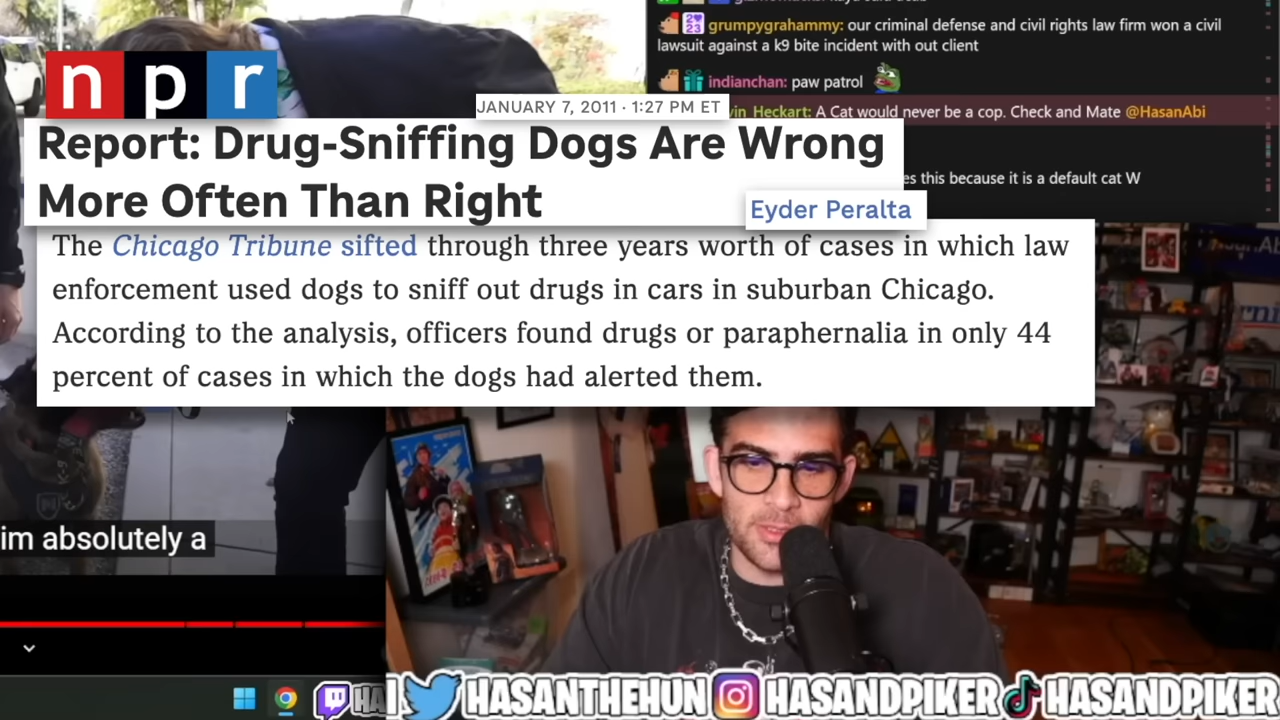 grumpygrahammy: our criminal defense and civil rights law firm won a civil
lawsuit against a k9 bite incident with out client
npr
indianchan: paw patrol
JANUARY 7, 2011 · 1:27 PM ET
Heckart: A Cat would never be a cop. Check and Mate @HasanAbi
Report: Drug-Sniffing Dogs Are Wrong
More Often Than Right
this because it is a default cat W
Eyder Peralta
The Chicago Tribune sifted through three years worth of cases in which law
enforcement used dogs to sniff out drugs in cars in suburban Chicago.
According to the analysis, officers found drugs or paraphernalia in only 44
percent of cases in which the dogs had alerted them.
im absolutely a
HASANTHEHUN HASANDPIKER HASANDPIKER